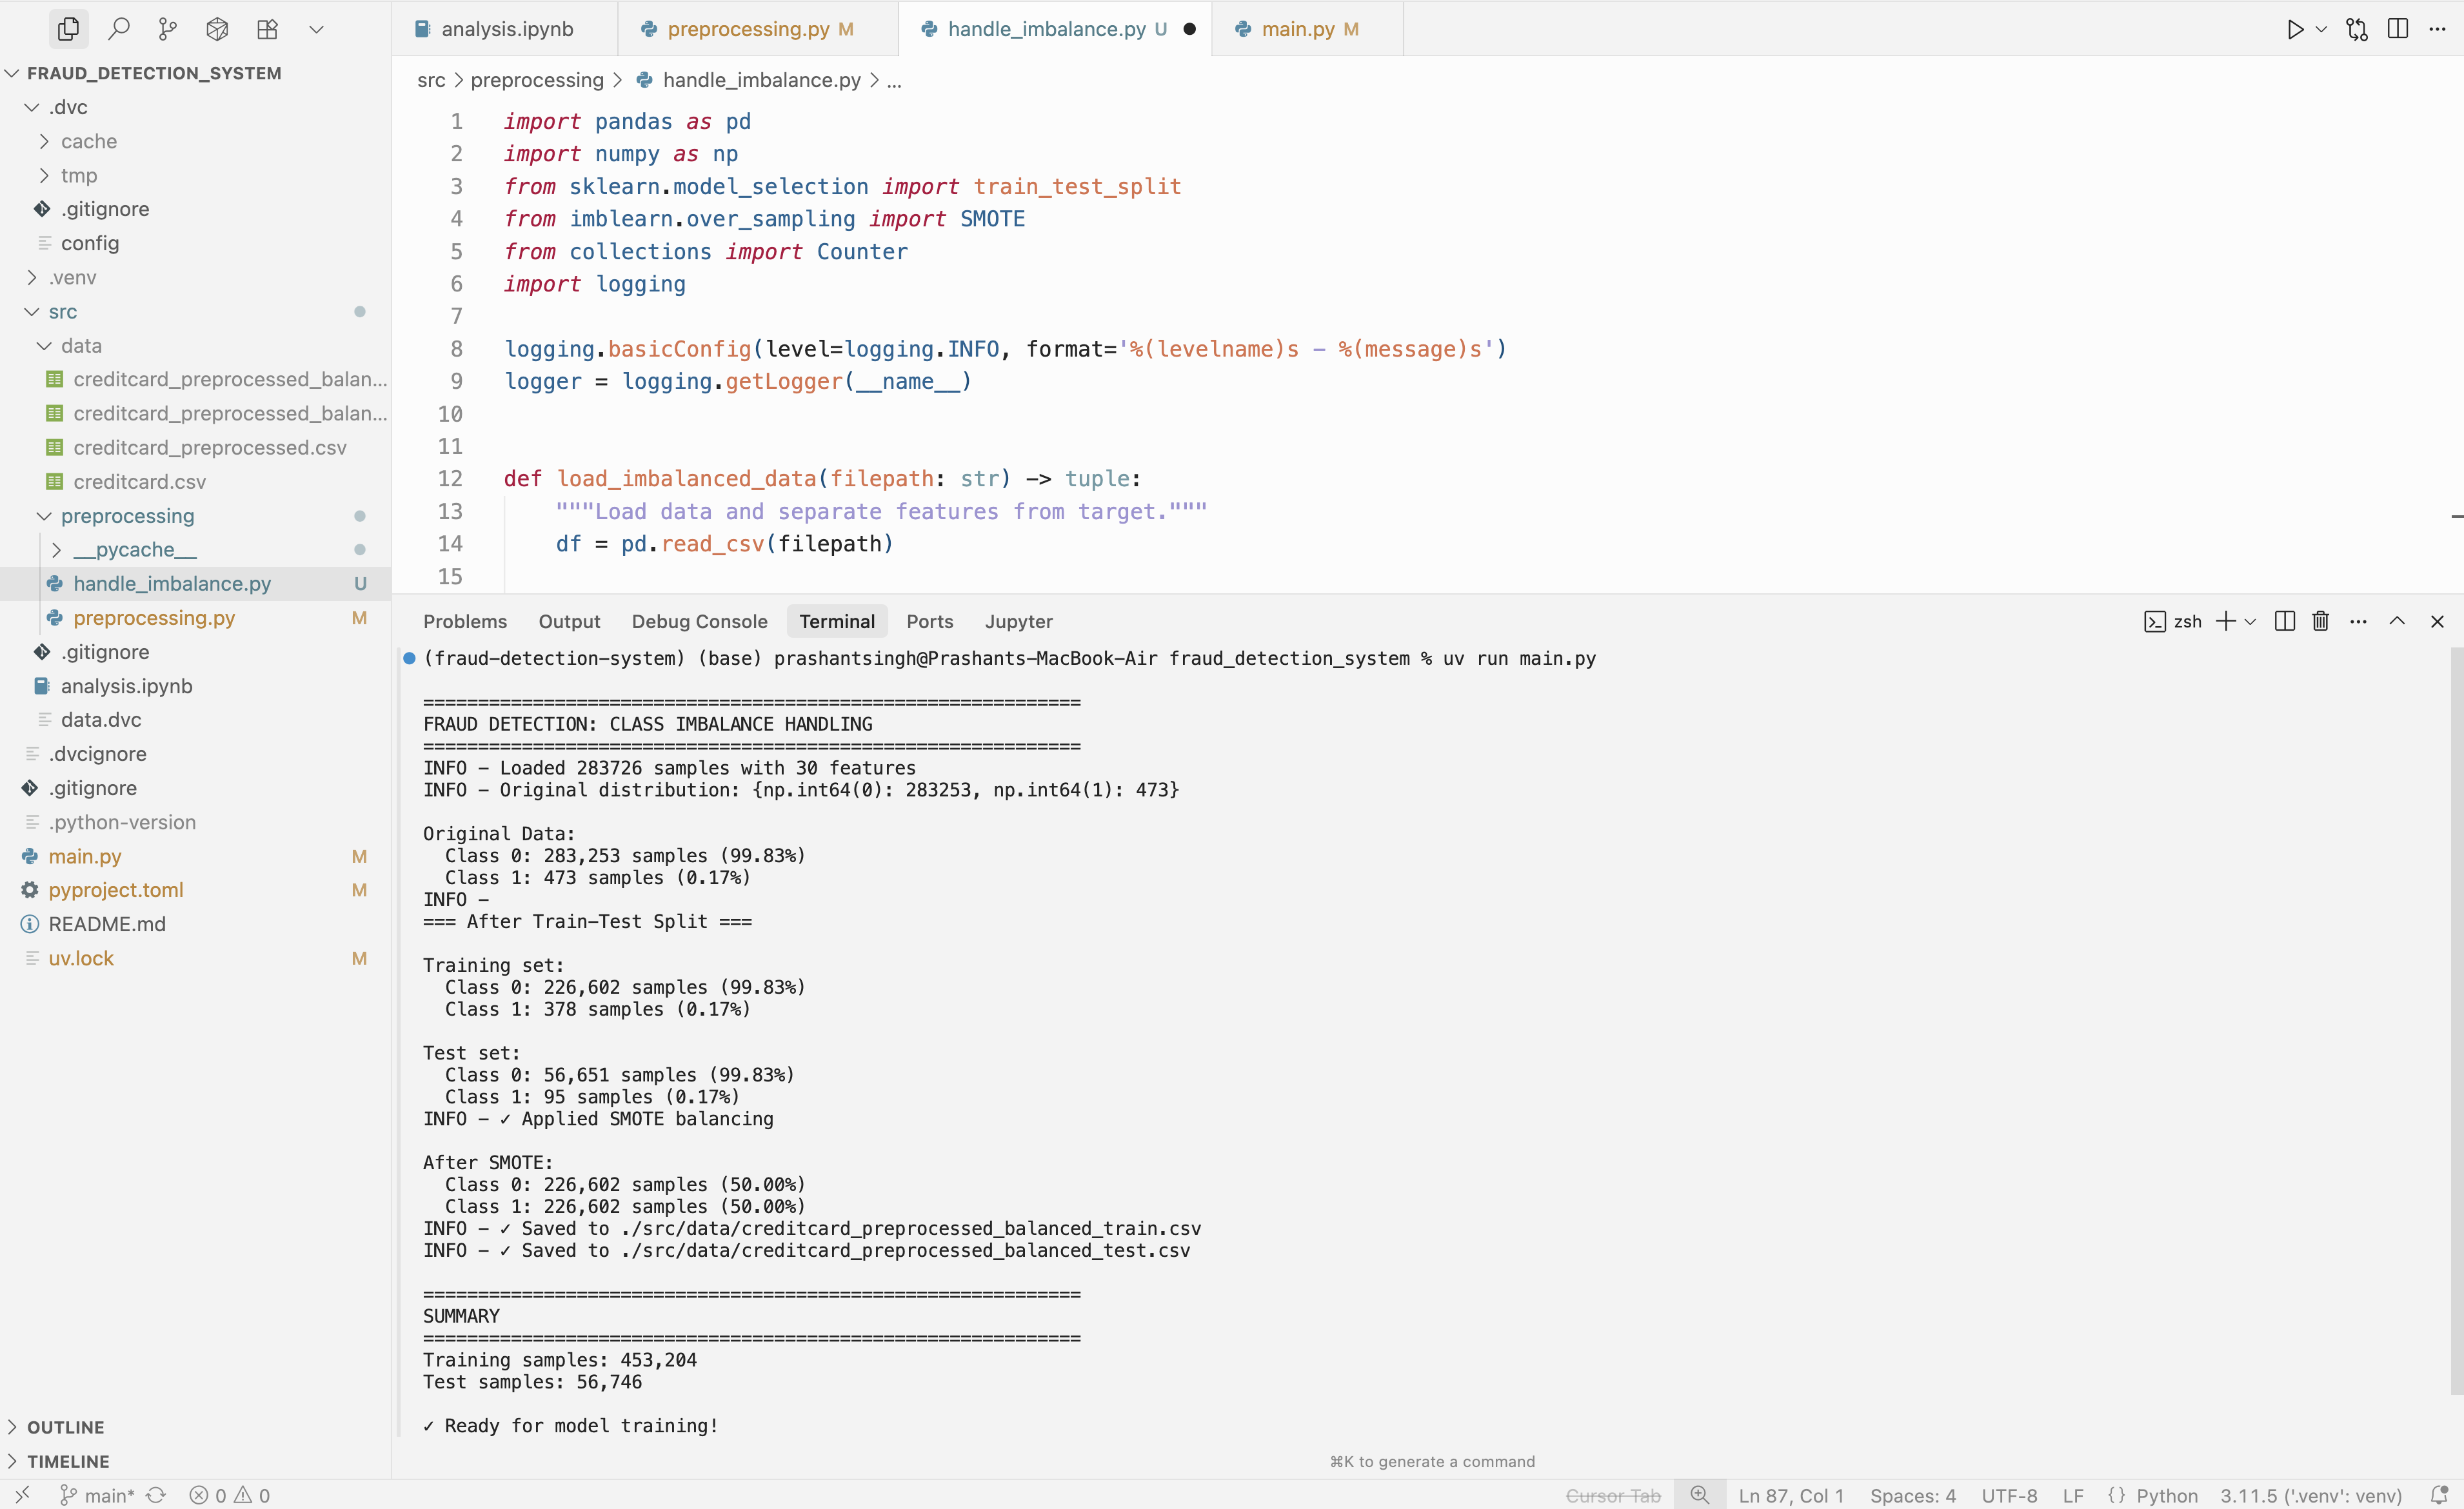 analysis.ipynb
preprocessing.py M
handle_imbalance.py U
main.py M
FRAUD_DETECTION_SYSTEM
.dvc
cache
tmp
.gitignore
config
.venv
src
data
creditcard_preprocessed_balan...
creditcard_preprocessed_balan...
creditcard_preprocessed.csv
creditcard.csv
preprocessing
__pycache__
handle_imbalance.py U
preprocessing.py M
.gitignore
analysis.ipynb
data.dvc
.dvcignore
.gitignore
.python-version
main.py M
pyproject.toml M
README.md
uv.lock M
OUTLINE
TIMELINE
src > preprocessing > handle_imbalance.py > ...
1 import pandas as pd
2 import numpy as np
3 from sklearn.model_selection import train_test_split
4 from imblearn.over_sampling import SMOTE
5 from collections import Counter
6 import logging
7
8 logging.basicConfig(level=logging.INFO, format='%(levelname)s - %(message)s')
9 logger = logging.getLogger(__name__)
10
11
12 def load_imbalanced_data(filepath: str) -> tuple:
13 """Load data and separate features from target."""
14 df = pd.read_csv(filepath)
15
Problems Output Debug Console Terminal Ports Jupyter
zsh
(fraud-detection-system) (base) prashantsingh@Prashants-MacBook-Air fraud_detection_system % uv run main.py
============================================================
FRAUD DETECTION: CLASS IMBALANCE HANDLING
============================================================
INFO - Loaded 283726 samples with 30 features
INFO - Original distribution: {np.int64(0): 283253, np.int64(1): 473}
Original Data:
Class 0: 283,253 samples (99.83%)
Class 1: 473 samples (0.17%)
INFO -
=== After Train-Test Split ===
Training set:
Class 0: 226,602 samples (99.83%)
Class 1: 378 samples (0.17%)
Test set:
Class 0: 56,651 samples (99.83%)
Class 1: 95 samples (0.17%)
INFO - ✓ Applied SMOTE balancing
After SMOTE:
Class 0: 226,602 samples (50.00%)
Class 1: 226,602 samples (50.00%)
INFO - ✓ Saved to ./src/data/creditcard_preprocessed_balanced_train.csv
INFO - ✓ Saved to ./src/data/creditcard_preprocessed_balanced_test.csv
============================================================
SUMMARY
============================================================
Training samples: 453,204
Test samples: 56,746
✓ Ready for model training!
⌘K to generate a command
main* 0 0
Cursor Tab Ln 87, Col 1 Spaces: 4 UTF-8 LF {} Python 3.11.5 ('.venv': venv)